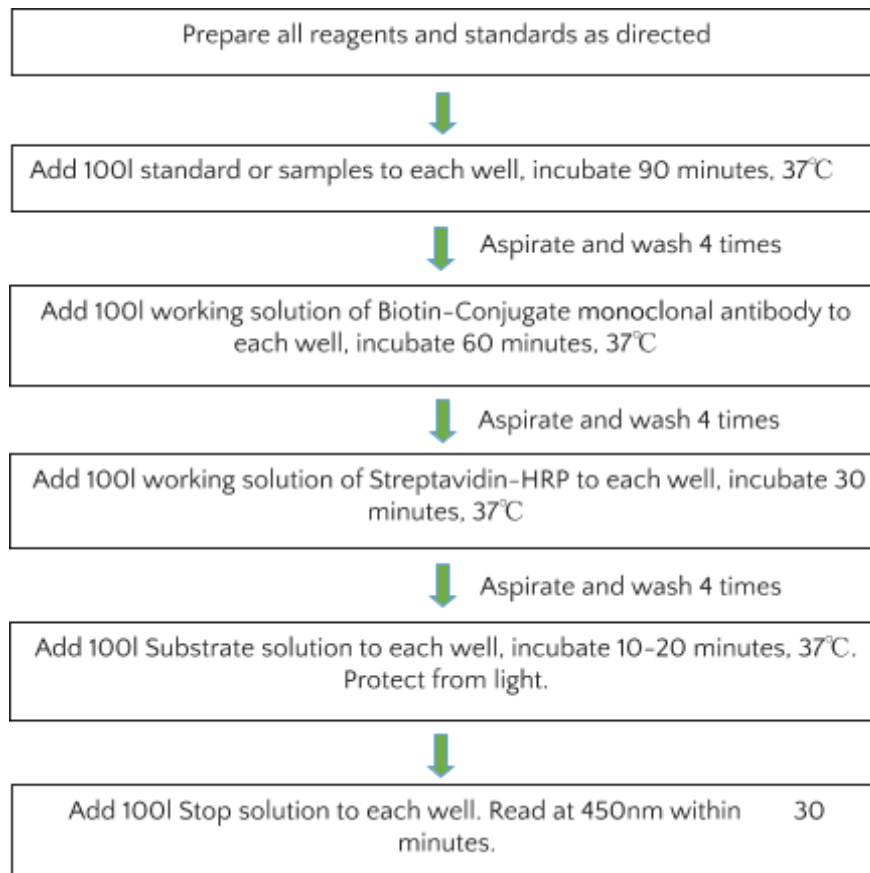 Prepare all reagents and standards as directed
Add 100l standard or samples to each well, incubate 90 minutes, 37℃
Aspirate and wash 4 times
Add 100l working solution of Biotin-Conjugate monoclonal antibody to
each well, incubate 60 minutes, 37℃
Aspirate and wash 4 times
Add 100l working solution of Streptavidin-HRP to each well, incubate 30
minutes, 37℃
Aspirate and wash 4 times
Add 100l Substrate solution to each well, incubate 10-20 minutes, 37℃.
Protect from light.
Add 100l Stop solution to each well. Read at 450nm within 30
minutes.